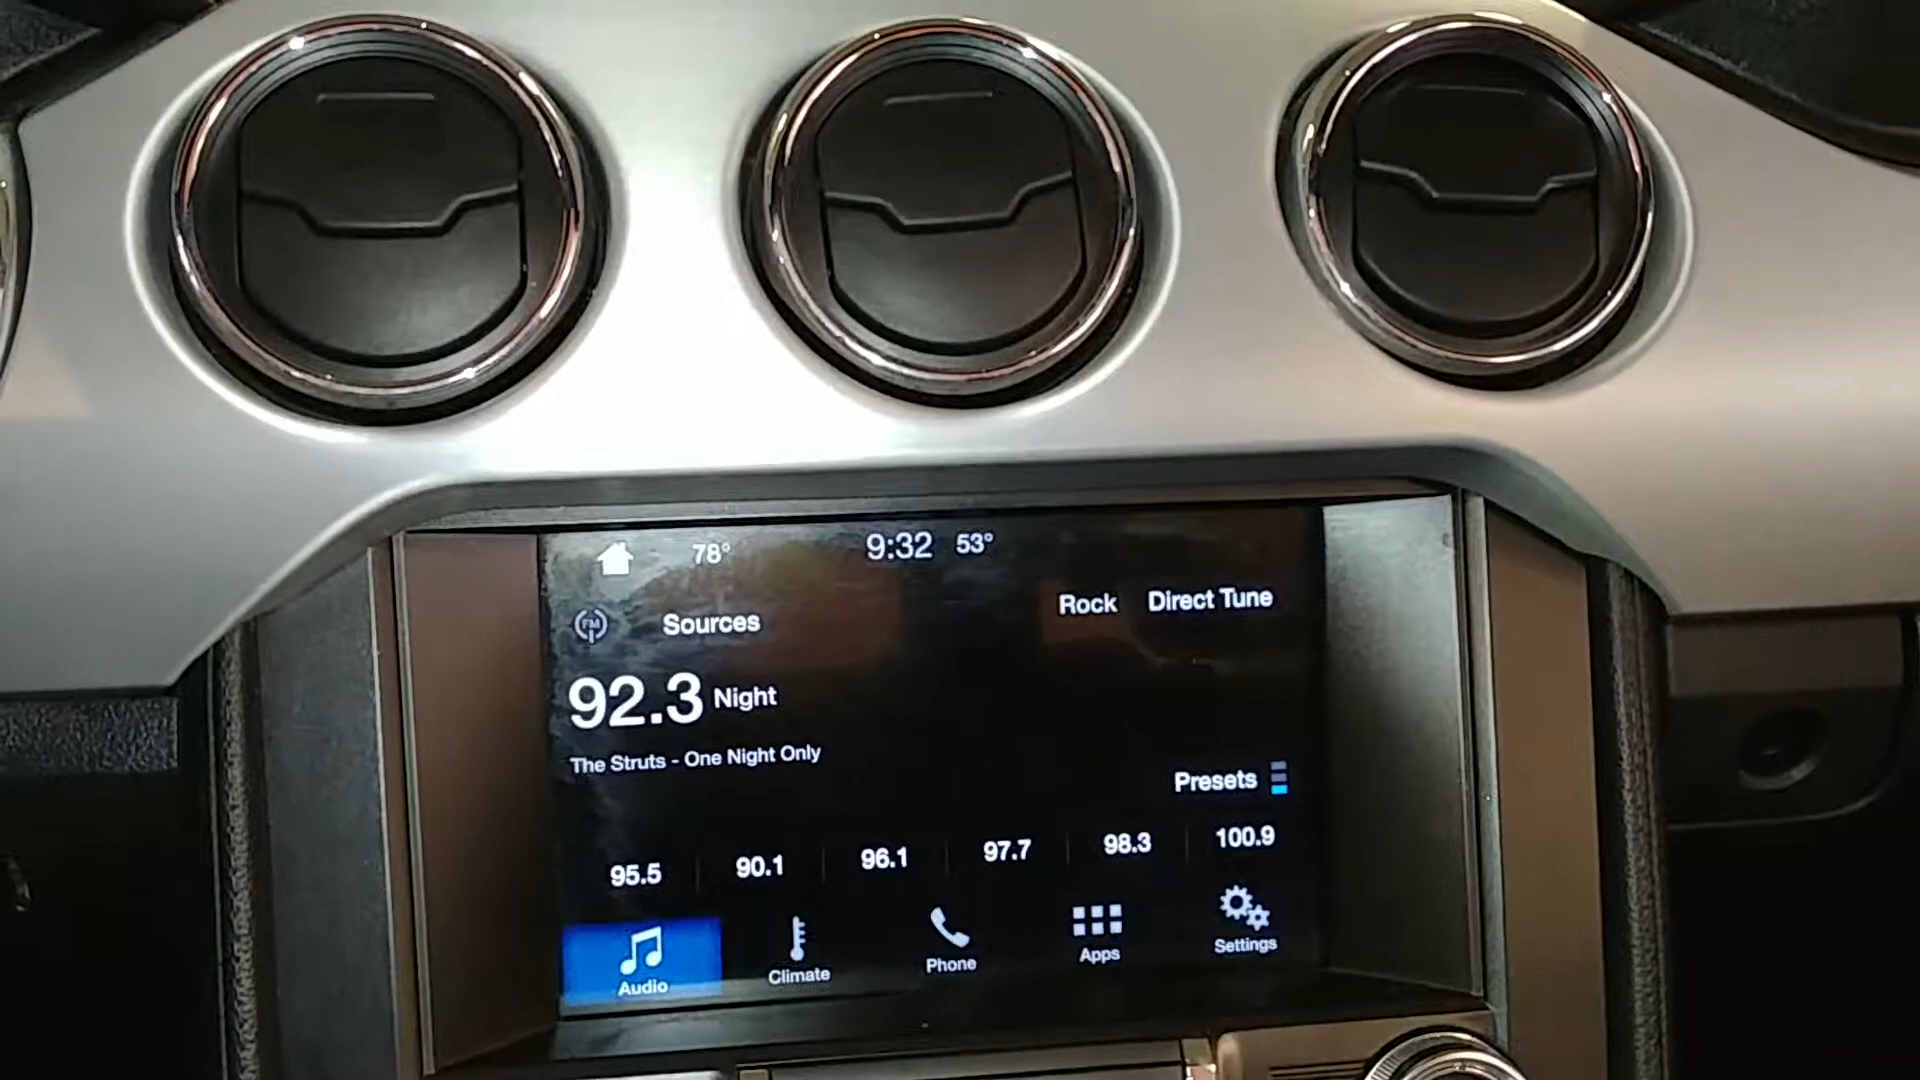 78° 9:32 53°
FM Sources Rock Direct Tune
92.3 Night
The Struts - One Night Only
Presets
95.5 90.1 96.1 97.7 98.3 100.9
Audio Climate Phone Apps Settings